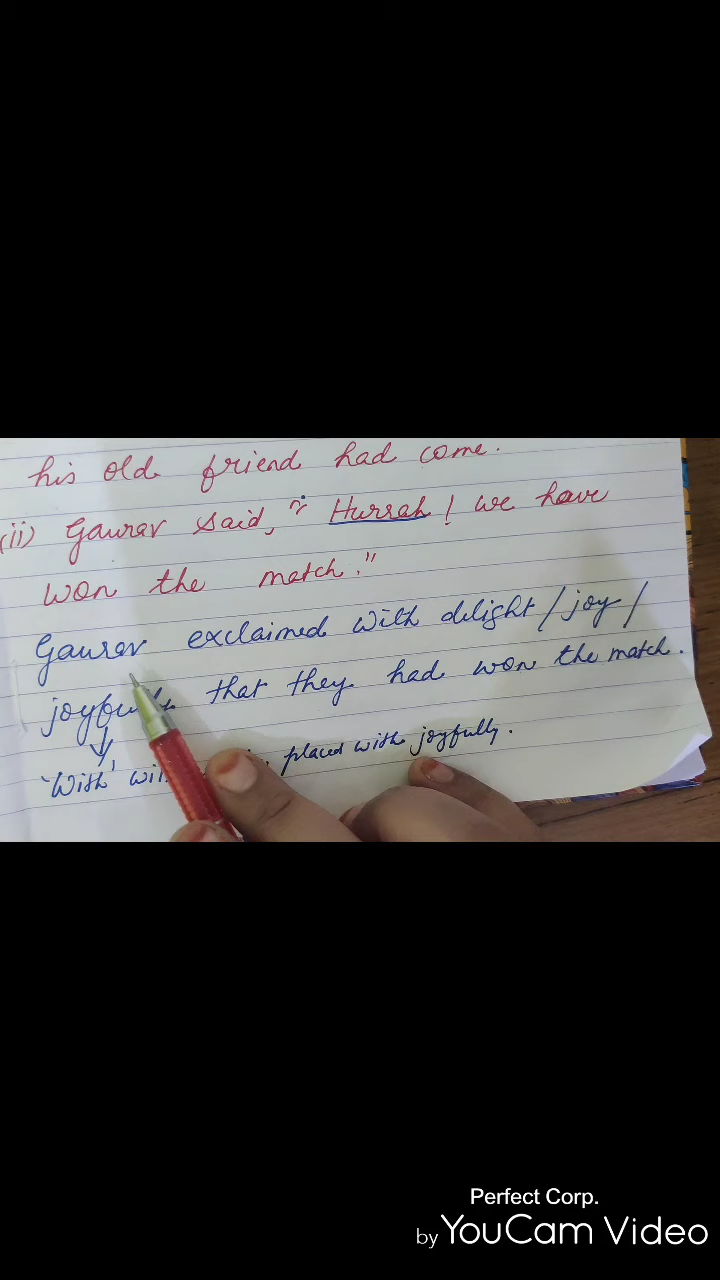 his old friend had come.
(ii) Gaurav said, " Hurrah ! We have
won the match."
Gaurav exclaimed with delight / joy /
joyfully that they had won the match.
'With' placed with joyfully.
Perfect Corp.
by YouCam Video